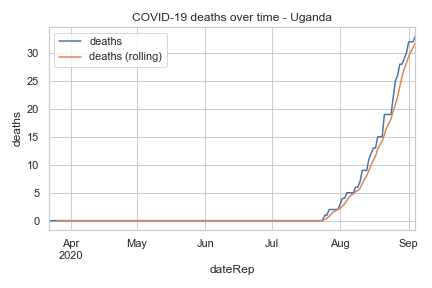 COVID-19 deaths over time - Uganda
deaths
deaths (rolling)
30
25
20
15
10
5
0
deaths
Apr
2020
May
Jun
Jul
Aug
Sep
dateRep